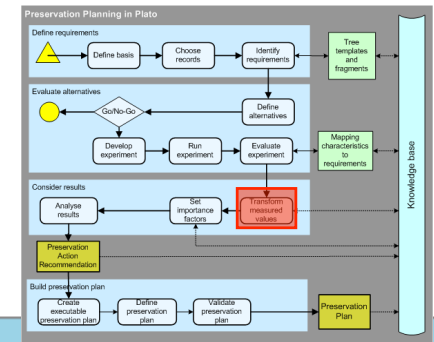 Preservation Planning in Plato
Define requirements
Define basis
Choose
records
Identify
requirements
Tree
templates
and
fragments
Evaluate alternatives
Go/No-Go
Define
alternatives
Develop
experiment
Run
experiment
Evaluate
experiment
Mapping
characteristics
to
requirements
Knowledge base
Consider results
Analyse
results
Set
importance
factors
Transform
measured
values
Preservation
Action
Recommendation
Build preservation plan
Create
executable
preservation plan
Define
preservation
plan
Validate
preservation
plan
Preservation
Plan